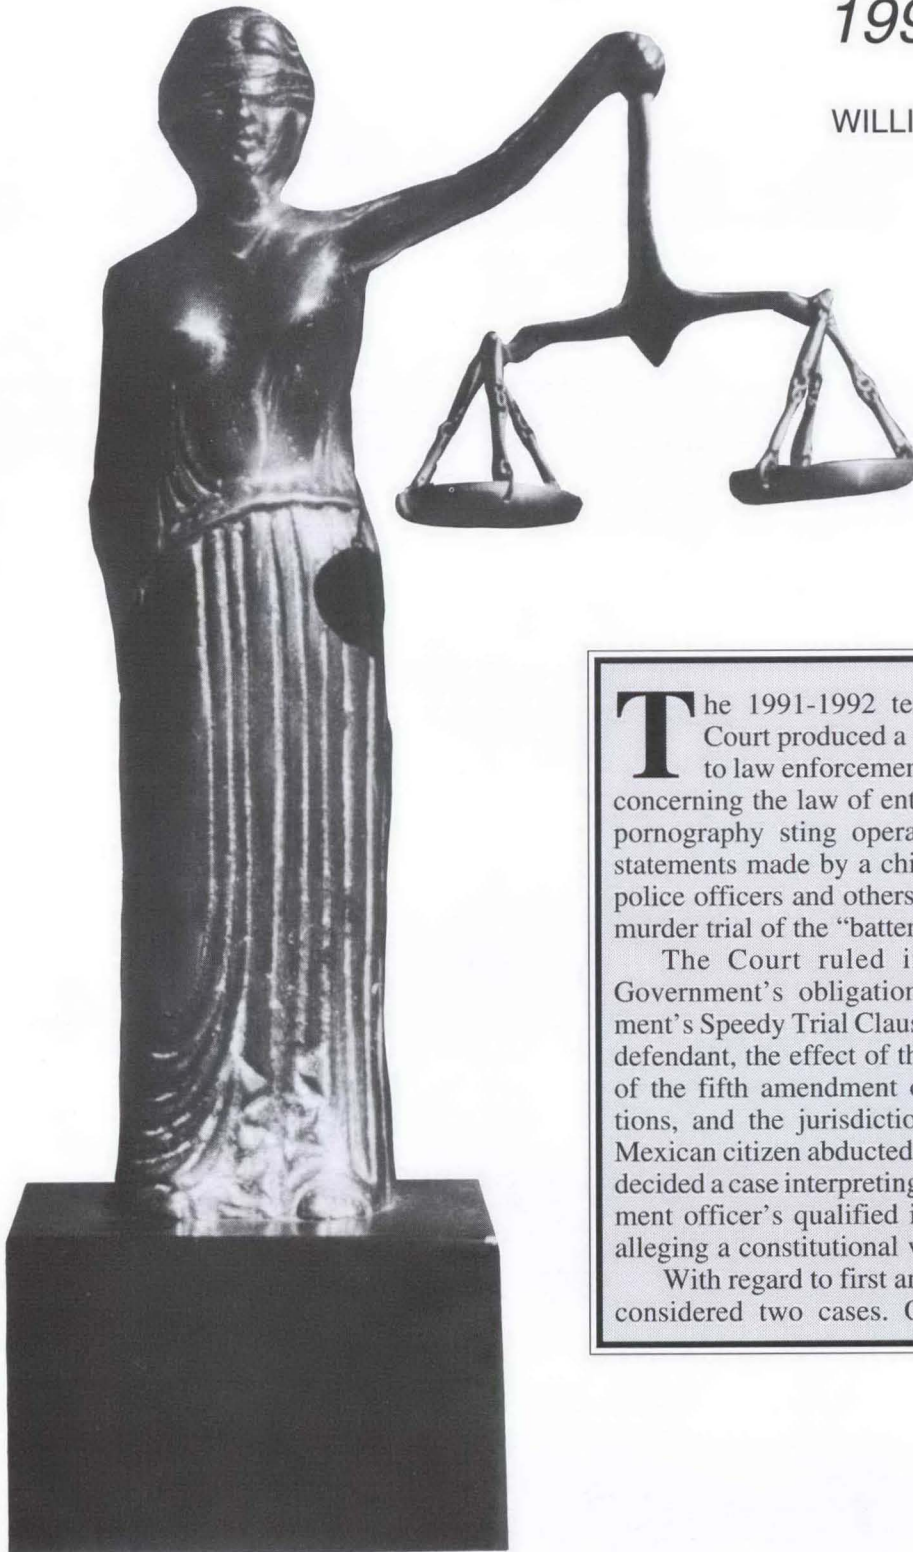 199
WILLI
The 1991-1992 te
Court produced a
to law enforcemen
concerning the law of ent
pornography sting opera
statements made by a chi
police officers and others
murder trial of the “batter
The Court ruled i
Government's obligation
ment's Speedy Trial Claus
defendant, the effect of th
of the fifth amendment
tions, and the jurisdictio
Mexican citizen abducted
decided a case interpreting
ment officer's qualified i
alleging a constitutional v
With regard to first ar
considered two cases. C